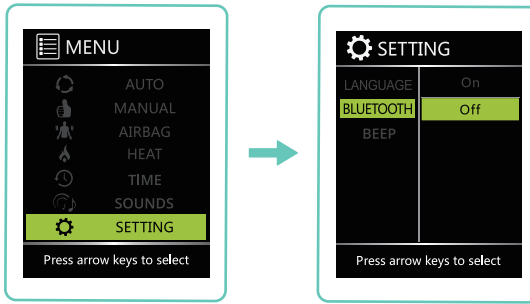 MENU
AUTO
MANUAL
AIRBAG
HEAT
TIME
SOUNDS
SETTING
Press arrow keys to select
SETTING
LANGUAGE
On
BLUETOOTH
Off
BEEP
Press arrow keys to select